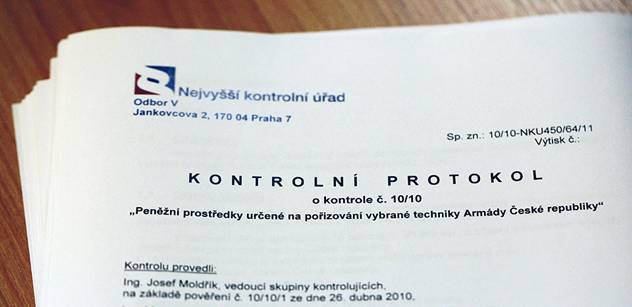 Nejvyšší kontrolní úřad
Odbor V
Jankovcova 2, 170 04 Praha 7
Sp. zn.: 10/10-NKU450/64/11
Výtisk č.:
KONTROLNÍ PROTOKOL
o kontrole č. 10/10
„Peněžní prostředky určené na pořizování vybrané techniky Armády České republiky“
Kontrolu provedli:
Ing. Josef Moldřík, vedoucí skupiny kontrolujících,
na základě pověření č. 10/10/1 ze dne 26. dubna 2010,